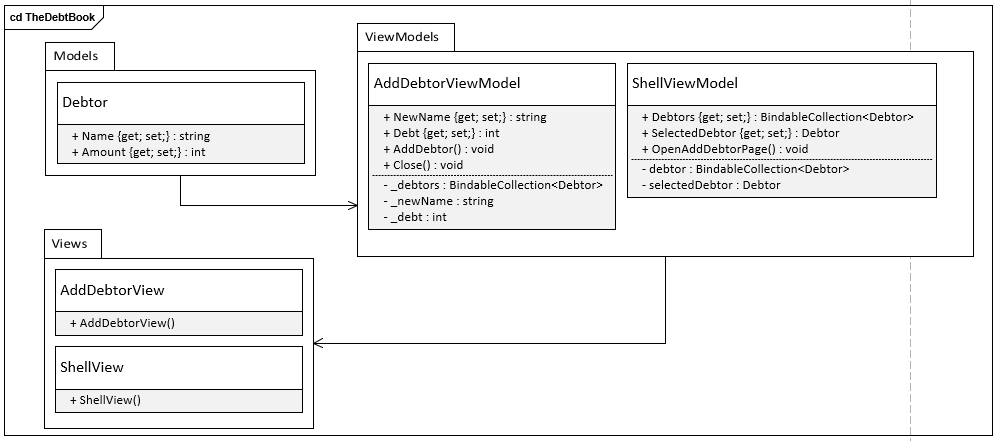 cd TheDebtBook
Models
Debtor
+ Name {get; set;} : string
+ Amount {get; set;} : int
ViewModels
AddDebtorViewModel
+ NewName {get; set;} : string
+ Debt {get; set;} : int
+ AddDebtor() : void
+ Close() : void
- _debtors : BindableCollection<Debtor>
- _newName : string
- _debt : int
ShellViewModel
+ Debtors {get; set;} : BindableCollection<Debtor>
+ SelectedDebtor {get; set;} : Debtor
+ OpenAddDebtorPage() : void
- debtor : BindableCollection<Debtor>
- selectedDebtor : Debtor
Views
AddDebtorView
+ AddDebtorView()
ShellView
+ ShellView()